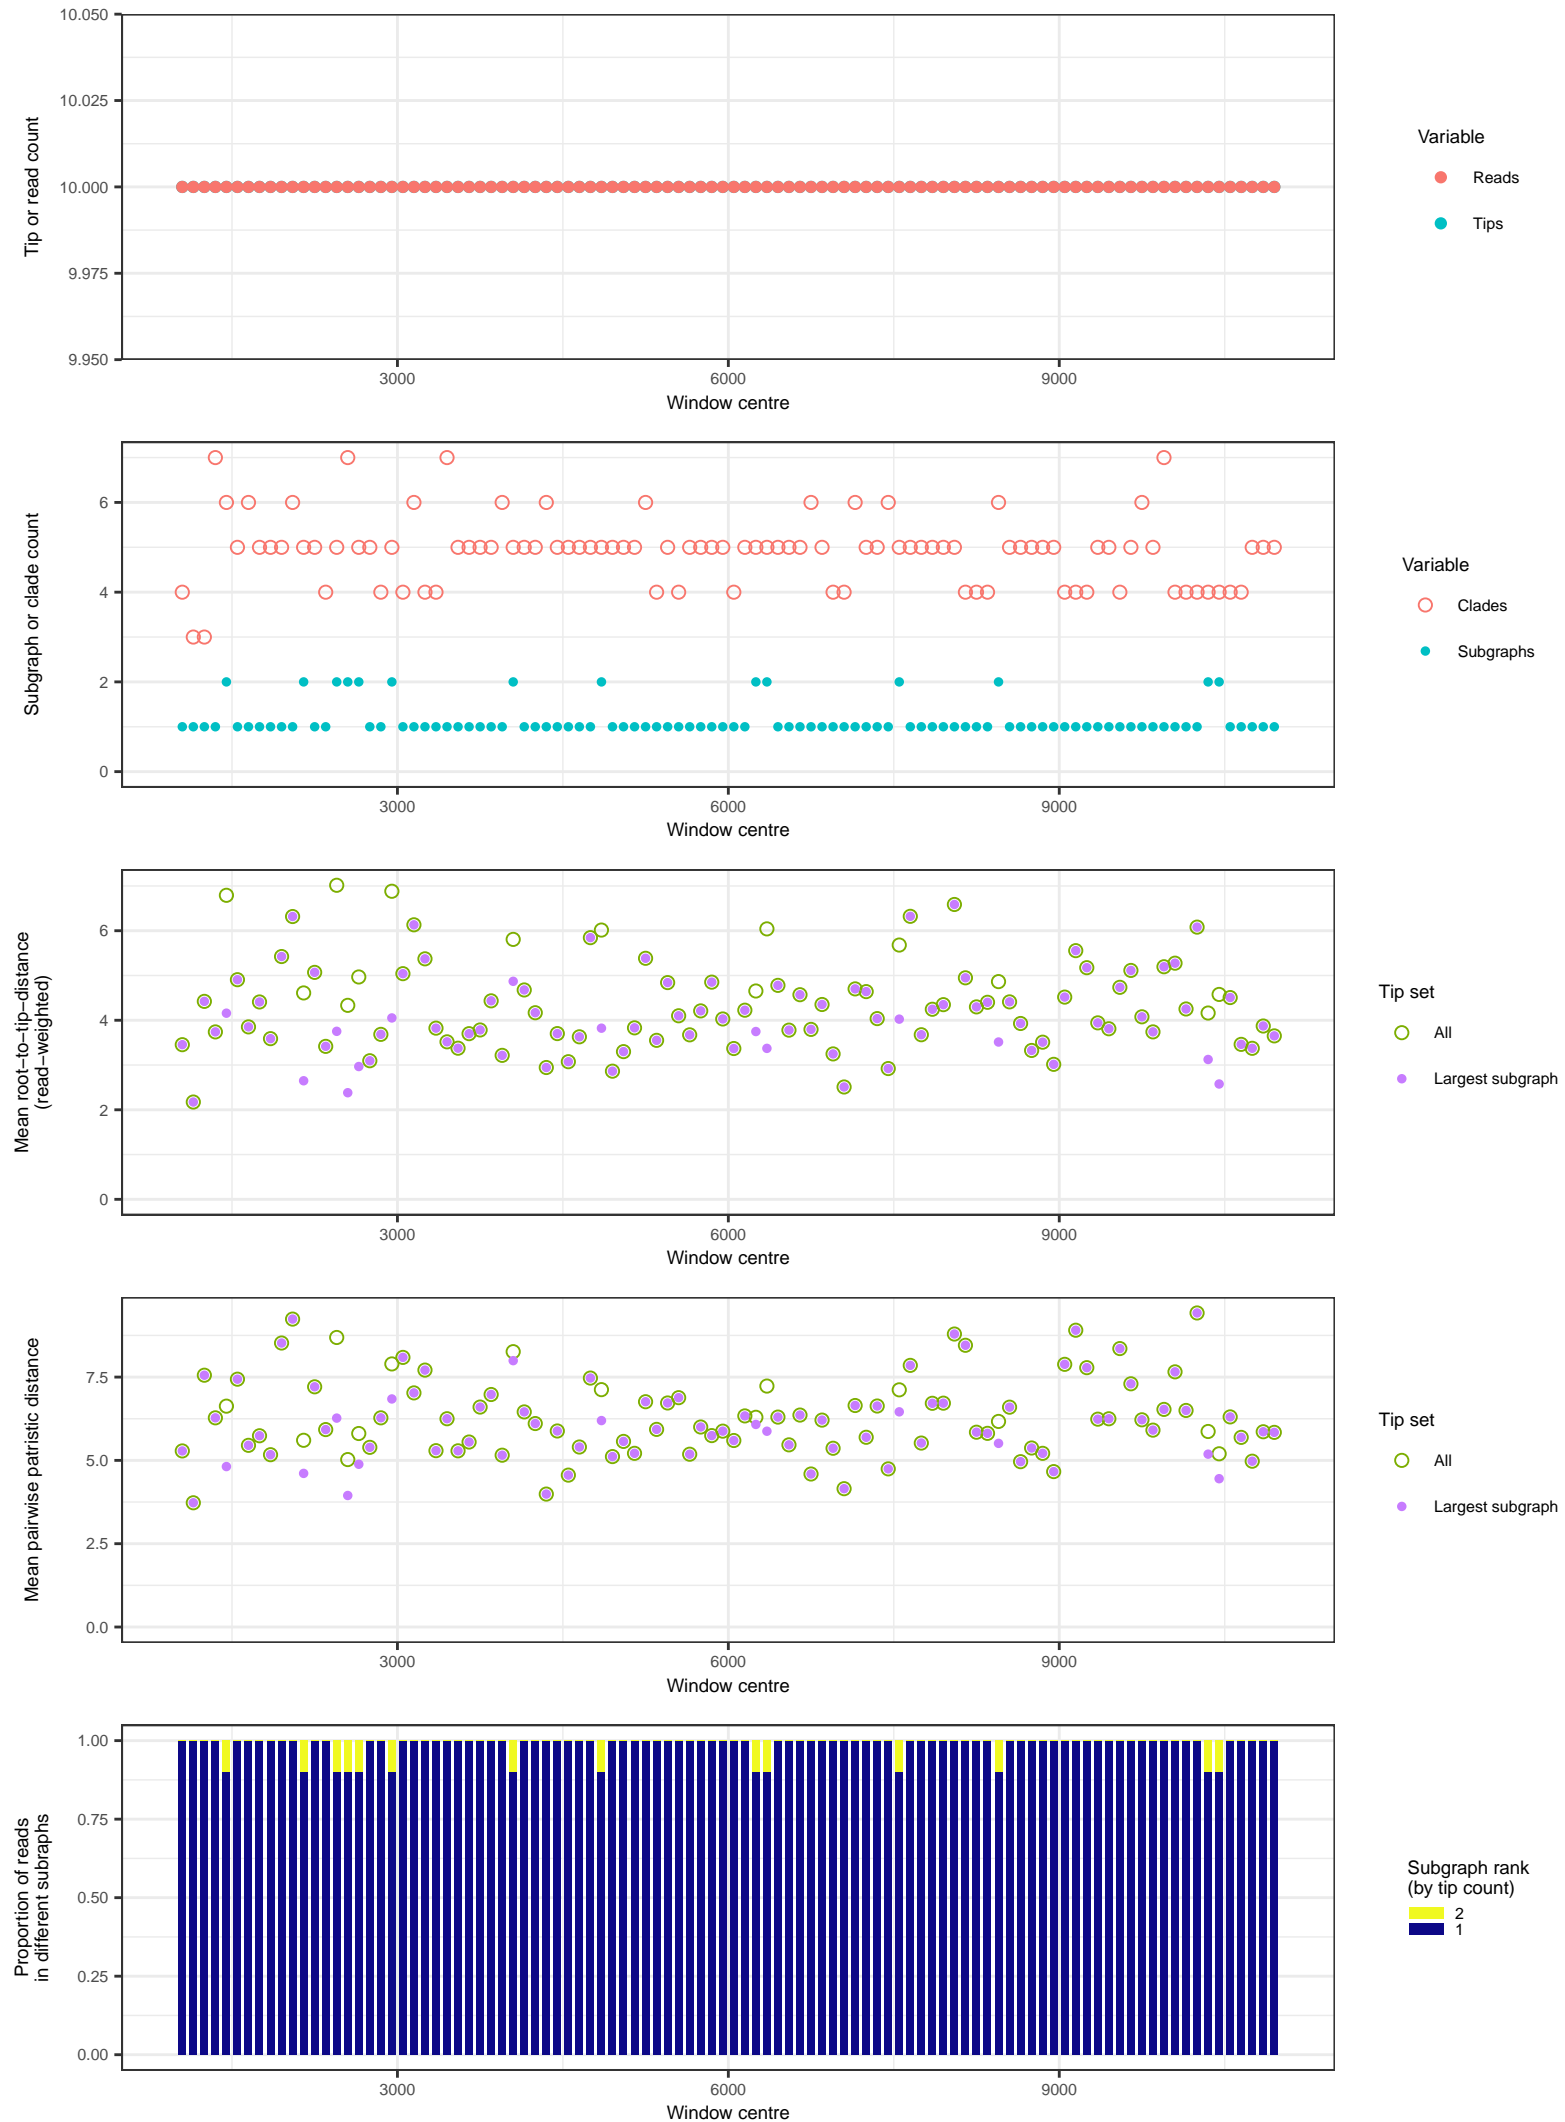 10.050
10.025
10.000
9.975
9.950
Tip or read count
3000
6000
9000
Window centre
Variable
Reads
Tips
6
4
2
0
Subgraph or clade count
3000
6000
9000
Window centre
Variable
Clades
Subgraphs
6
4
2
0
Mean root−to−tip−distance
(read−weighted)
3000
6000
9000
Window centre
Tip set
All
Largest subgraph
7.5
5.0
2.5
0.0
Mean pairwise patristic distance
3000
6000
9000
Window centre
Tip set
All
Largest subgraph
1.00
0.75
0.50
0.25
0.00
Proportion of reads
in different subraphs
3000
6000
9000
Window centre
Subgraph rank
(by tip count)
2
1